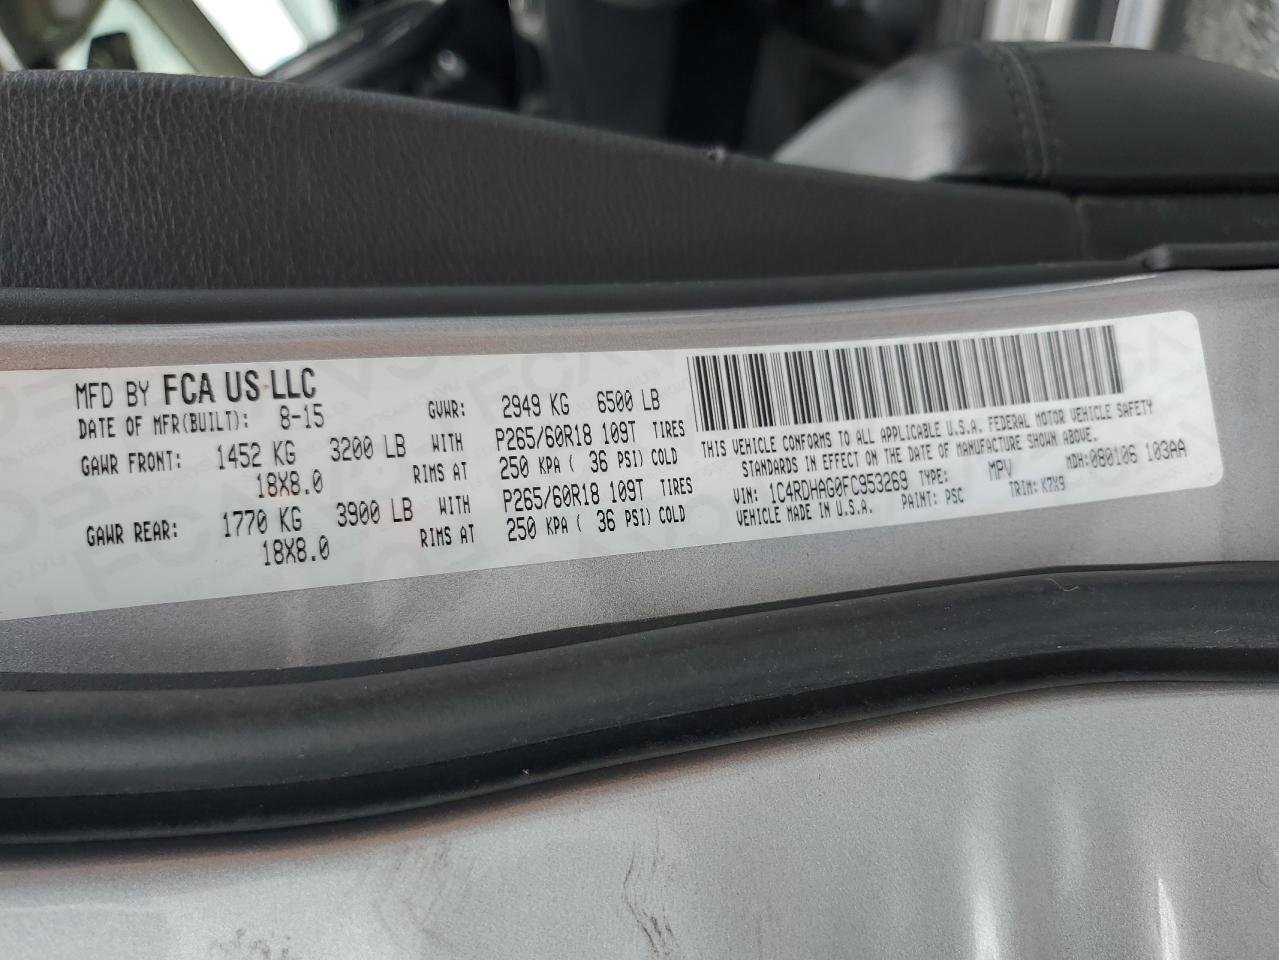 MFD BY FCA US LLC
DATE OF MFR(BUILT): 8-15 GVWR: 2949 KG 6500 LB
GAWR FRONT: 1452 KG 3200 LB WITH P265/60R18 109T TIRES
18X8.0 RIMS AT 250 KPA ( 36 PSI) COLD
GAWR REAR: 1770 KG 3900 LB WITH P265/60R18 109T TIRES
18X8.0 RIMS AT 250 KPA ( 36 PSI) COLD
THIS VEHICLE CONFORMS TO ALL APPLICABLE U.S.A. FEDERAL MOTOR VEHICLE SAFETY
STANDARDS IN EFFECT ON THE DATE OF MANUFACTURE SHOWN ABOVE.
VIN: 1C4RDHAG0FC953269 TYPE: MPV MDH:080106 103AA
VEHICLE MADE IN U.S.A. PAINT: PSC TRIM: K7X9